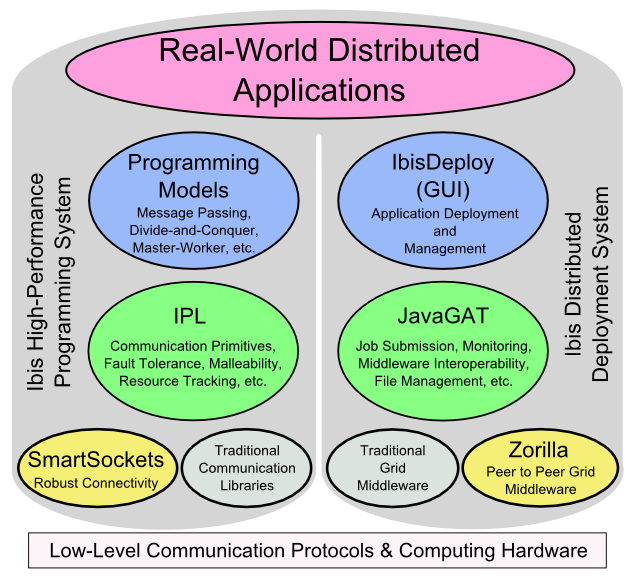 Real-World Distributed
Applications
Ibis High-Performance
Programming System
Programming
Models
Message Passing,
Divide-and-Conquer,
Master-Worker, etc.
IPL
Communication Primitives,
Fault Tolerance, Malleability,
Resource Tracking, etc.
SmartSockets
Robust Connectivity
Traditional
Communication
Libraries
IbisDeploy
(GUI)
Application Deployment
and
Management
JavaGAT
Job Submission, Monitoring,
Middleware Interoperability,
File Management, etc.
Traditional
Grid
Middleware
Zorilla
Peer to Peer Grid
Middleware
Ibis Distributed
Deployment System
Low-Level Communication Protocols & Computing Hardware